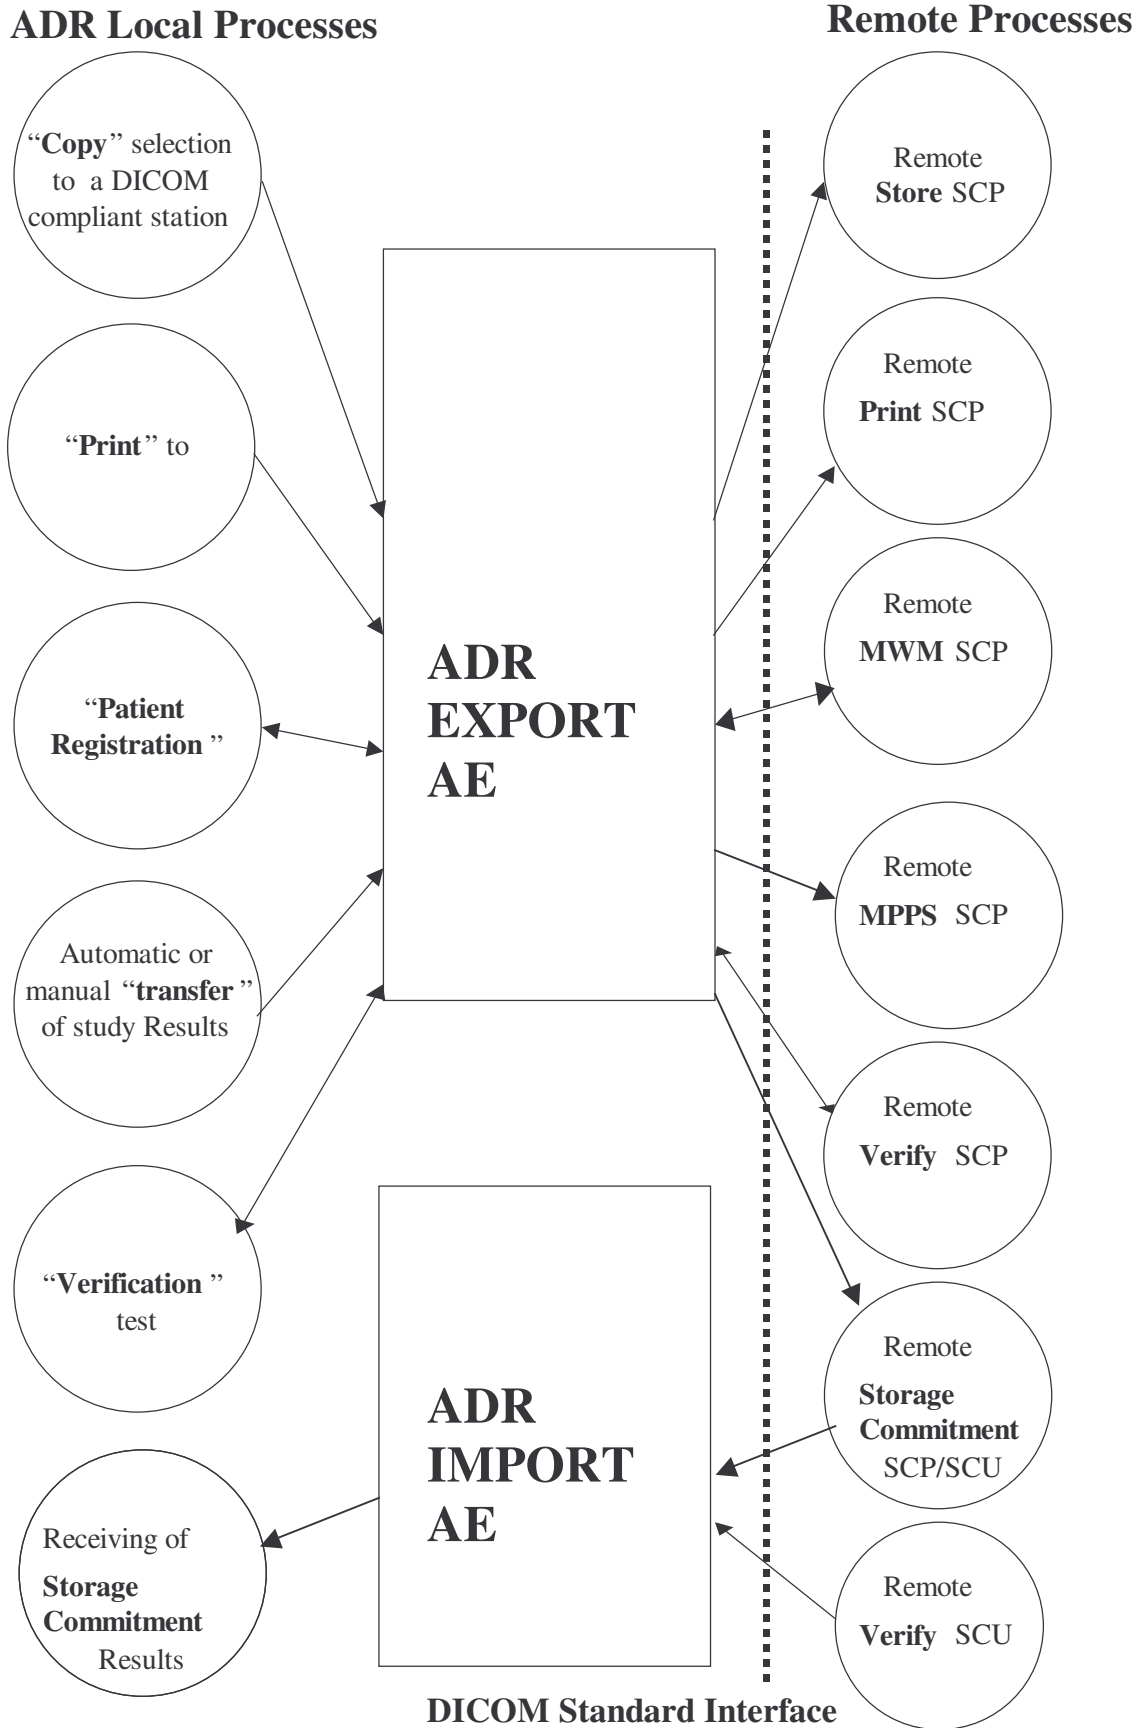 ADR Local Processes
Remote Processes
“Copy” selection
to a DICOM
compliant station
“Print” to
“Patient
Registration ”
Automatic or
manual “transfer ”
of study Results
“Verification ”
test
Receiving of
Storage
Commitment
Results
ADR
EXPORT
AE
ADR
IMPORT
AE
Remote
Store SCP
Remote
Print SCP
Remote
MWM SCP
Remote
MPPS SCP
Remote
Verify SCP
Remote
Storage
Commitment
SCP/SCU
Remote
Verify SCU
DICOM Standard Interface